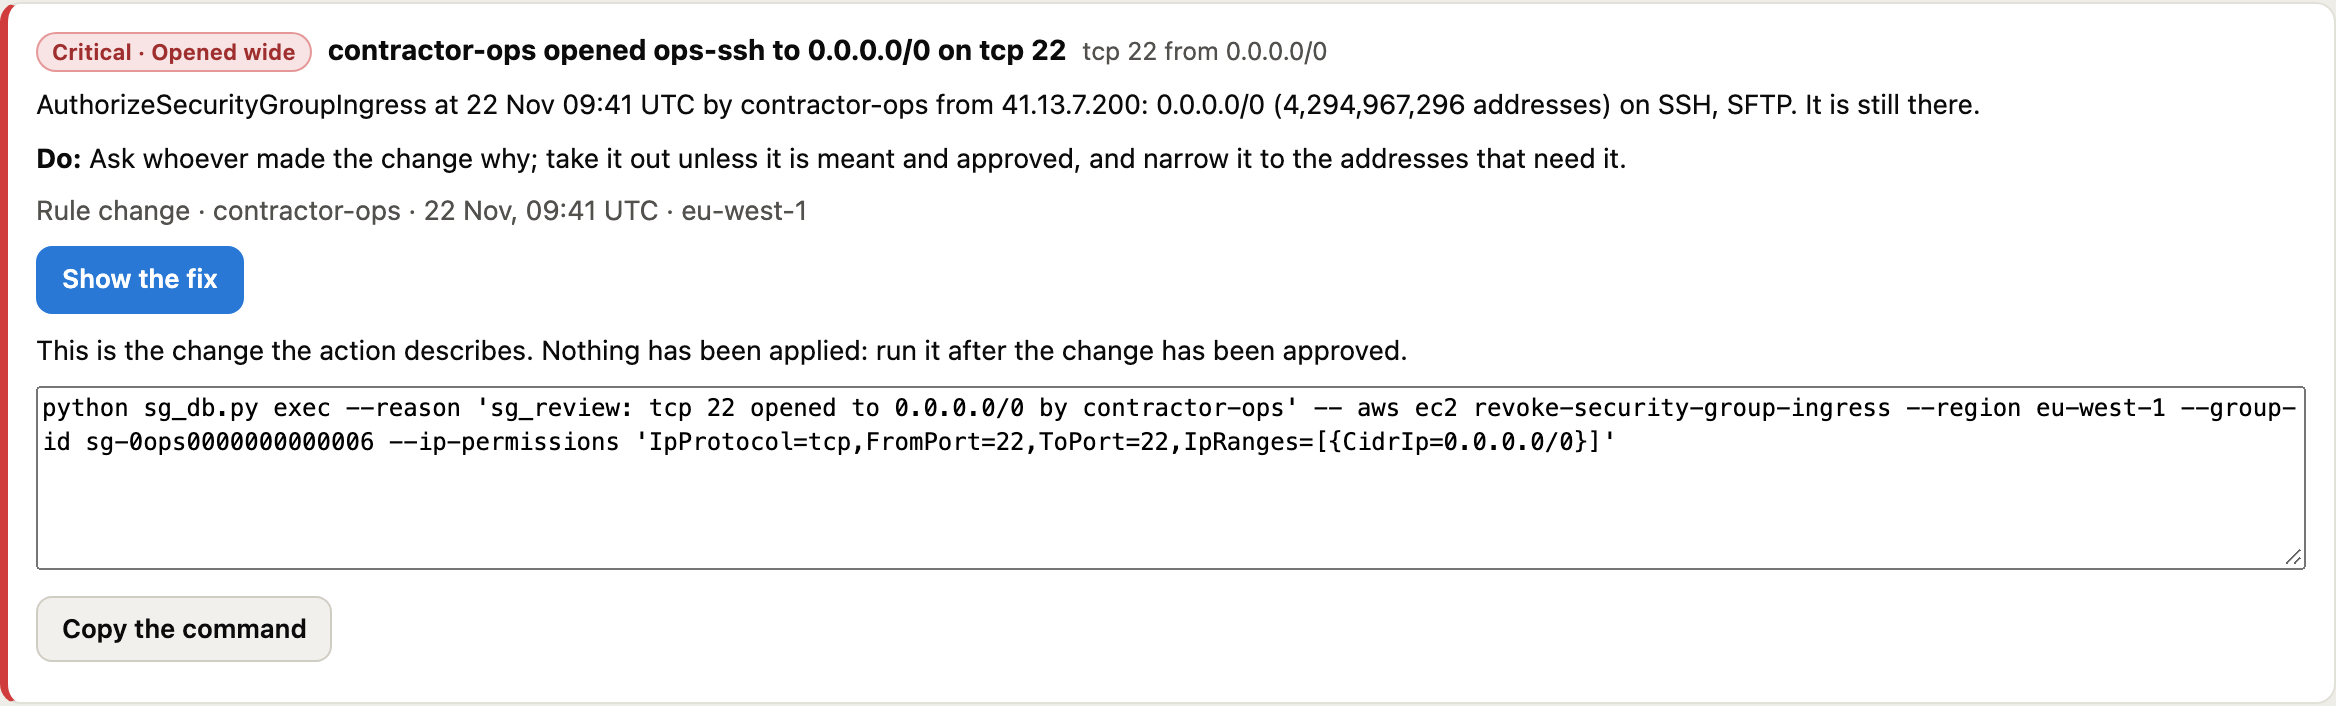 Critical · Opened wide contractor-ops opened ops-ssh to 0.0.0.0/0 on tcp 22 tcp 22 from 0.0.0.0/0
AuthorizeSecurityGroupIngress at 22 Nov 09:41 UTC by contractor-ops from 41.13.7.200: 0.0.0.0/0 (4,294,967,296 addresses) on SSH, SFTP. It is still there.
Do: Ask whoever made the change why; take it out unless it is meant and approved, and narrow it to the addresses that need it.
Rule change · contractor-ops · 22 Nov, 09:41 UTC · eu-west-1
Show the fix
This is the change the action describes. Nothing has been applied: run it after the change has been approved.
python sg_db.py exec --reason 'sg_review: tcp 22 opened to 0.0.0.0/0 by contractor-ops' -- aws ec2 revoke-security-group-ingress --region eu-west-1 --group-
id sg-0ops0000000000006 --ip-permissions 'IpProtocol=tcp,FromPort=22,ToPort=22,IpRanges=[{CidrIp=0.0.0.0/0}]'
Copy the command